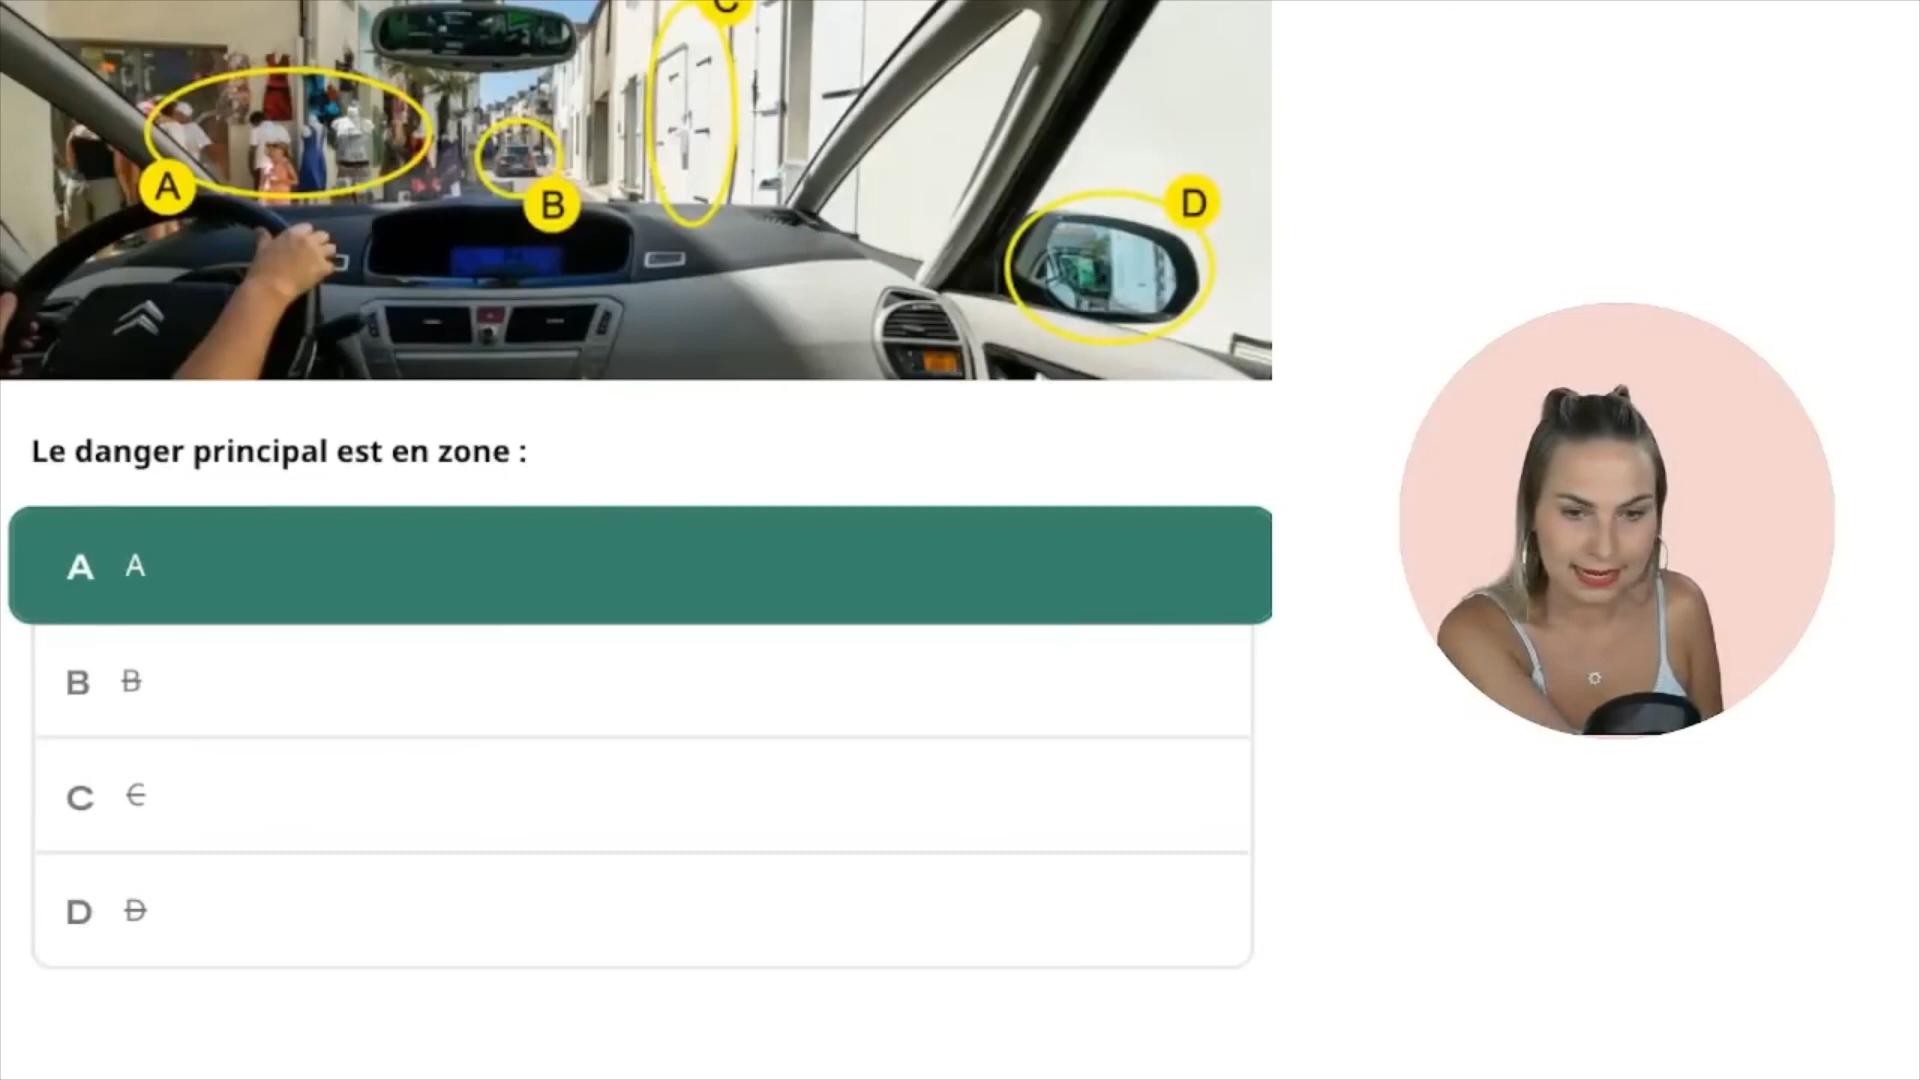 C
A
B
D
Le danger principal est en zone :
A A
B B
C C
D D